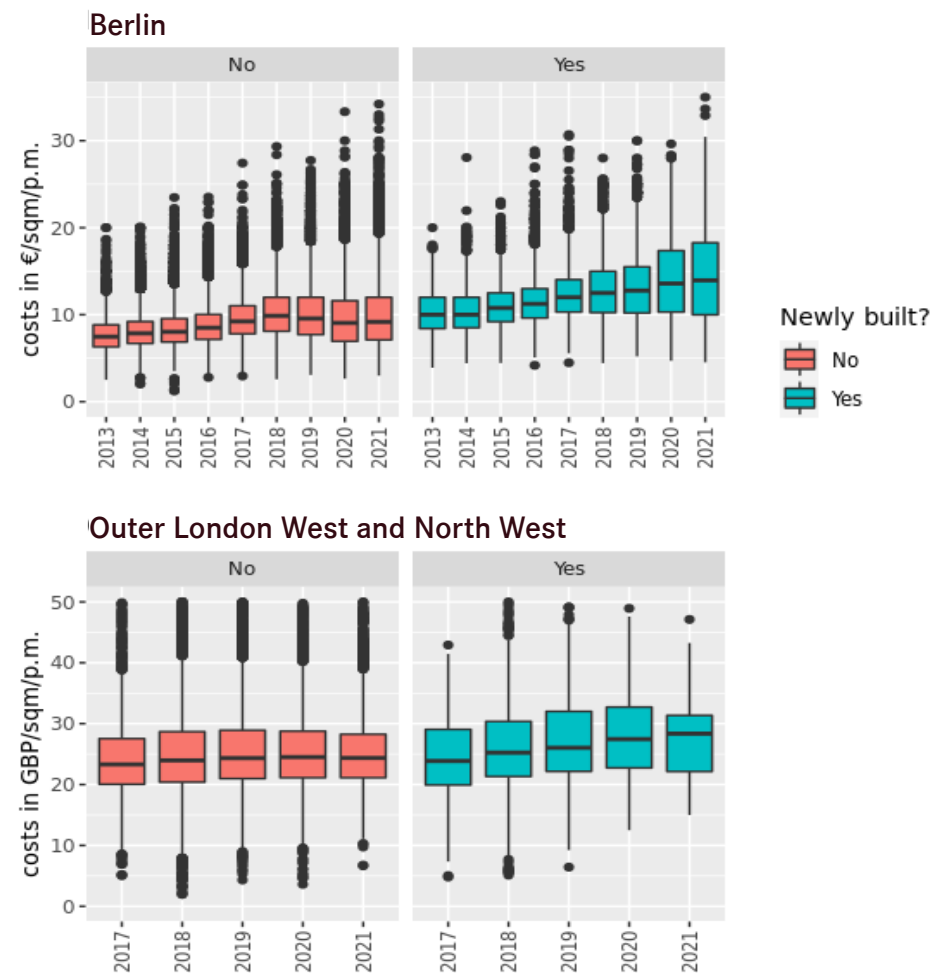 Berlin
No Yes
costs in €/sqm/p.m.
30
20
10
0
2013 2014 2015 2016 2017 2018 2019 2020 2021
2013 2014 2015 2016 2017 2018 2019 2020 2021
Newly built?
No
Yes
Outer London West and North West
No Yes
costs in GBP/sqm/p.m.
50
40
30
20
10
0
2017 2018 2019 2020 2021
2017 2018 2019 2020 2021